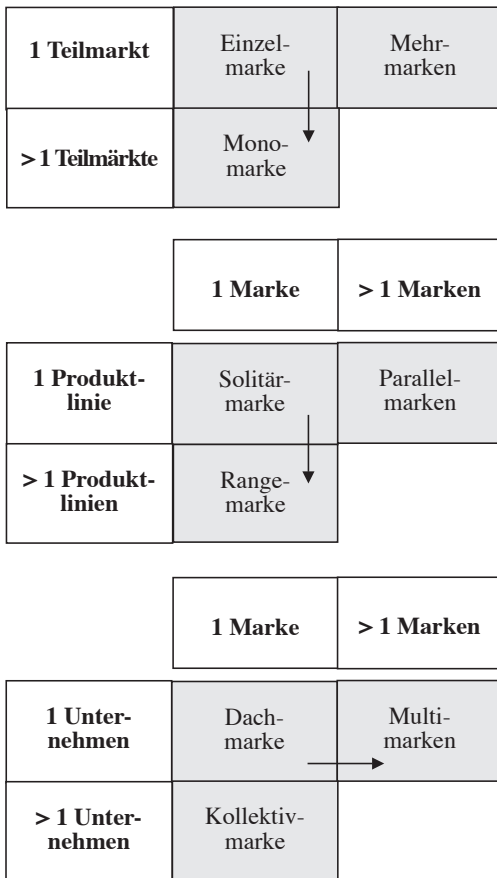 1 Teilmarkt
Einzel-
marke
Mehr-
marken
> 1 Teilmärkte
Mono-
marke
1 Marke
> 1 Marken
1 Produkt-
linie
Solitär-
marke
Parallel-
marken
> 1 Produkt-
linien
Range-
marke
1 Marke
> 1 Marken
1 Unter-
nehmen
Dach-
marke
Multi-
marken
> 1 Unter-
nehmen
Kollektiv-
marke